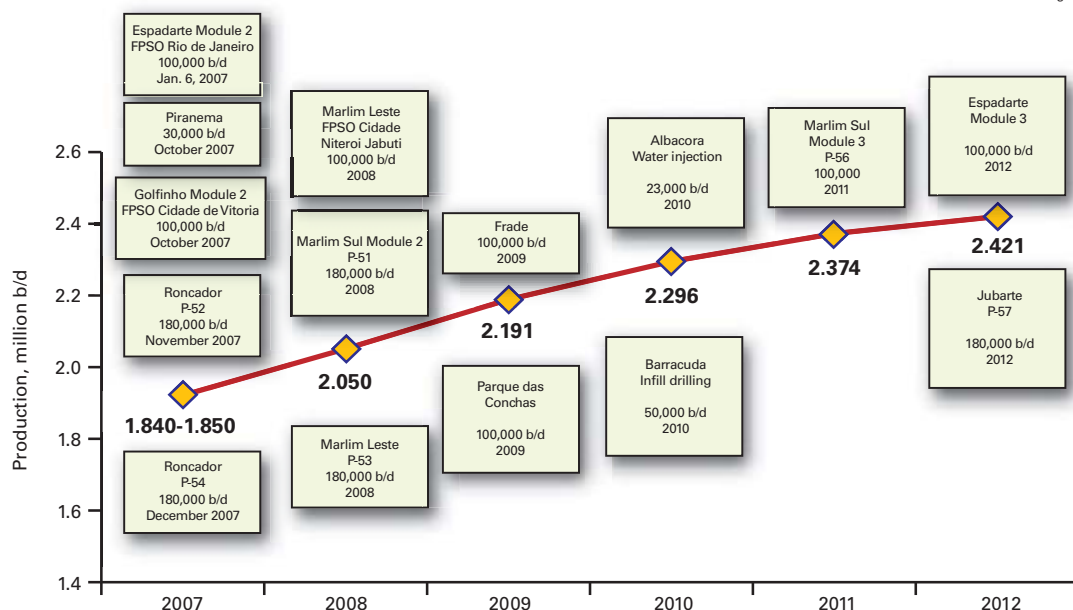 Espadarte Module 2
FPSO Rio de Janeiro
100,000 b/d
Jan. 6, 2007
Piranema
30,000 b/d
October 2007
Golfinho Module 2
FPSO Cidade de Vitoria
100,000 b/d
October 2007
Roncador
P-52
180,000 b/d
November 2007
Roncador
P-54
180,000 b/d
December 2007
Marlim Leste
FPSO Cidade
Niteroi Jabuti
100,000 b/d
2008
Marlim Sul Module 2
P-51
180,000 b/d
2008
Marlim Leste
P-53
180,000 b/d
2008
Frade
100,000 b/d
2009
Parque das
Conchas
100,000 b/d
2009
Albacora
Water injection
23,000 b/d
2010
Barracuda
Infill drilling
50,000 b/d
2010
Marlim Sul
Module 3
P-56
100,000
2011
Espadarte
Module 3
100,000 b/d
2012
Jubarte
P-57
180,000 b/d
2012
1.840-1.850
2.050
2.191
2.296
2.374
2.421
Production, million b/d
2.6
2.4
2.2
2.0
1.8
1.6
1.4
2007
2008
2009
2010
2011
2012